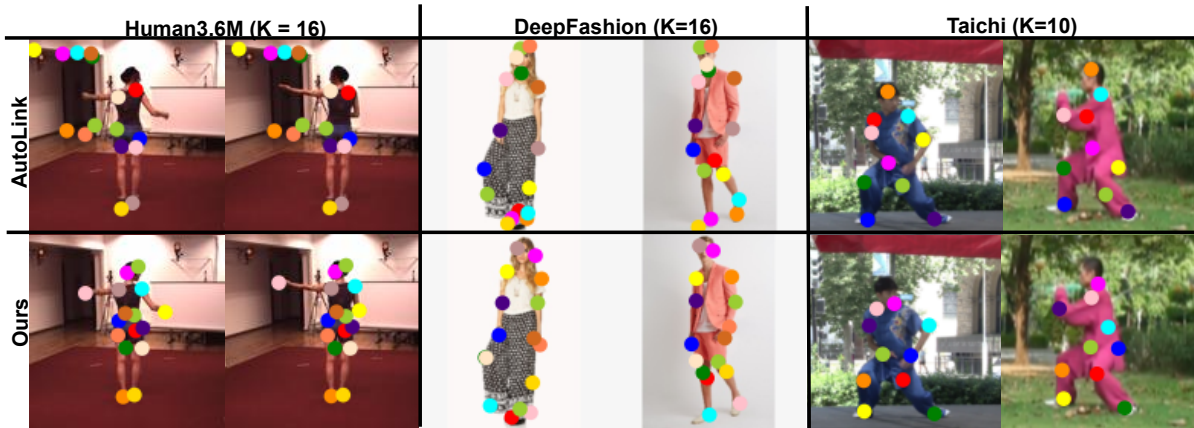 Human3.6M (K = 16)
DeepFashion (K=16)
Taichi (K=10)
AutoLink
Ours